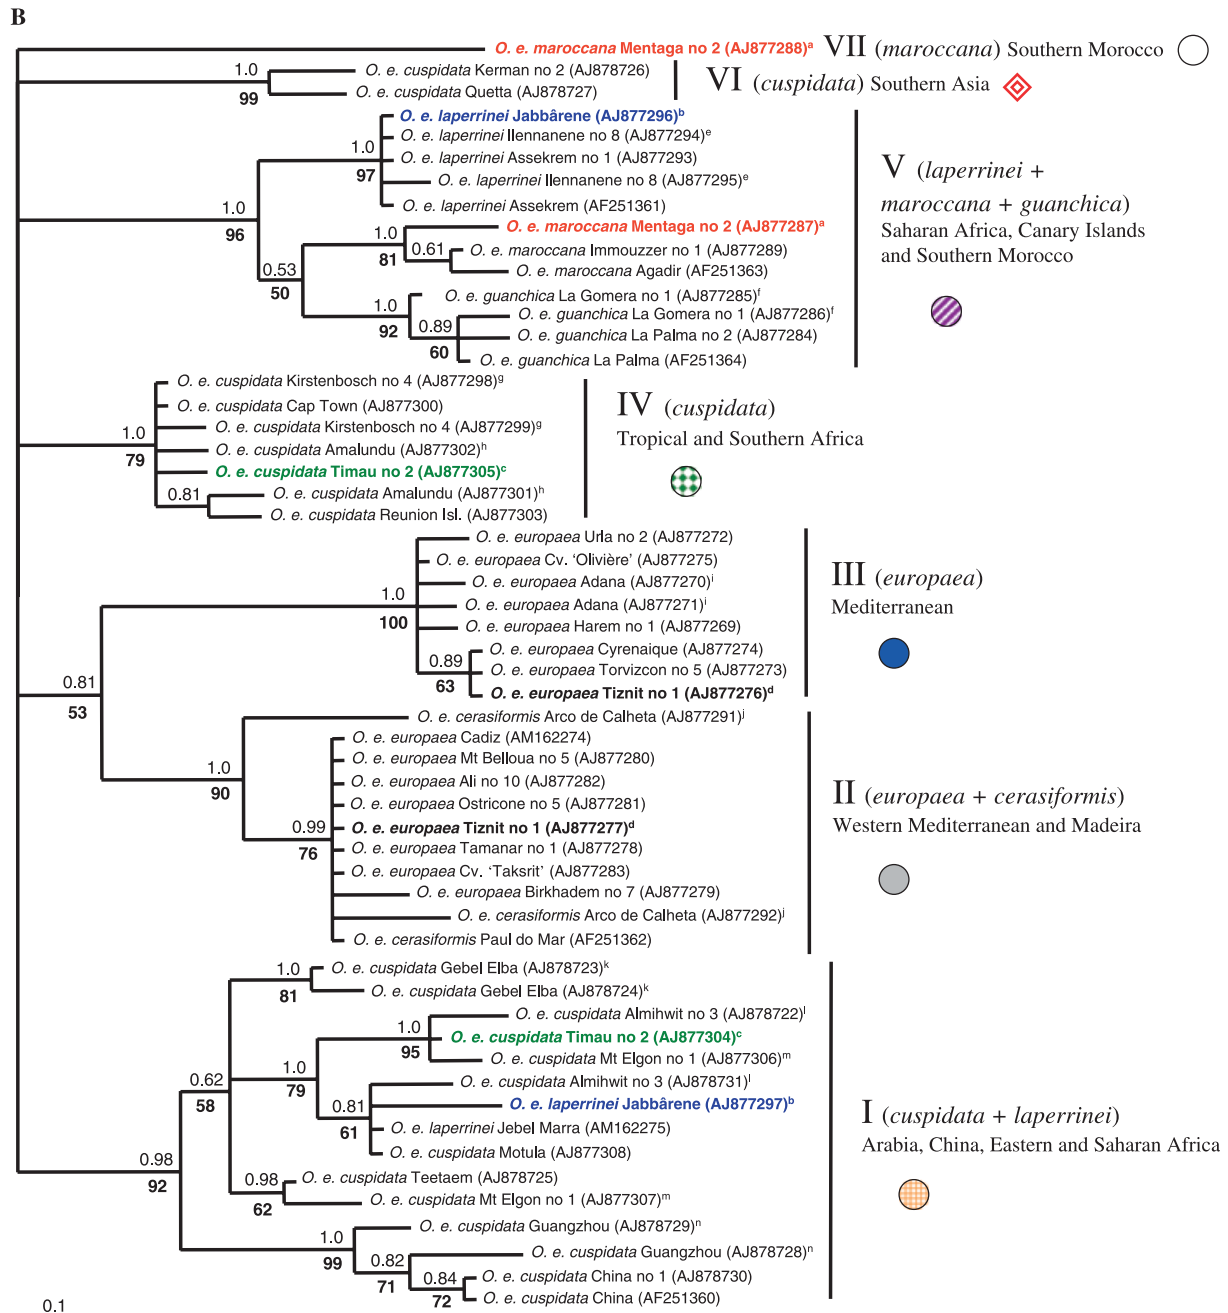 B
O. e. maroccana Mentaga no 2 (AJ877288)a
VII (maroccana) Southern Morocco
1.0
99
O. e. cuspidata Kerman no 2 (AJ878726)
O. e. cuspidata Quetta (AJ878727)
VI (cuspidata) Southern Asia
O. e. laperrinei Jabbârene (AJ877296)b
O. e. laperrinei Ilennanene no 8 (AJ877294)e
1.0
97
O. e. laperrinei Assekrem no 1 (AJ877293)
O. e. laperrinei Ilennanene no 8 (AJ877295)e
O. e. laperrinei Assekrem (AF251361)
1.0
96
O. e. maroccana Mentaga no 2 (AJ877287)a
1.0
81
0.61
O. e. maroccana Immouzzer no 1 (AJ877289)
O. e. maroccana Agadir (AF251363)
0.53
50
O. e. guanchica La Gomera no 1 (AJ877285)f
1.0
92
O. e. guanchica La Gomera no 1 (AJ877286)f
0.89
60
O. e. guanchica La Palma no 2 (AJ877284)
O. e. guanchica La Palma (AF251364)
V (laperrinei +
maroccana + guanchica)
Saharan Africa, Canary Islands
and Southern Morocco
O. e. cuspidata Kirstenbosch no 4 (AJ877298)g
O. e. cuspidata Cap Town (AJ877300)
O. e. cuspidata Kirstenbosch no 4 (AJ877299)g
1.0
79
O. e. cuspidata Amalundu (AJ877302)h
O. e. cuspidata Timau no 2 (AJ877305)c
0.81
O. e. cuspidata Amalundu (AJ877301)h
O. e. cuspidata Reunion Isl. (AJ877303)
IV (cuspidata)
Tropical and Southern Africa
O. e. europaea Urla no 2 (AJ877272)
O. e. europaea Cv. ‘Olivière’ (AJ877275)
O. e. europaea Adana (AJ877270)i
1.0
100
O. e. europaea Adana (AJ877271)i
O. e. europaea Harem no 1 (AJ877269)
O. e. europaea Cyrenaique (AJ877274)
0.89
63
O. e. europaea Torvizcon no 5 (AJ877273)
O. e. europaea Tiznit no 1 (AJ877276)d
III (europaea)
Mediterranean
0.81
53
O. e. cerasiformis Arco de Calheta (AJ877291)j
1.0
90
O. e. europaea Cadiz (AM162274)
O. e. europaea Mt Belloua no 5 (AJ877280)
O. e. europaea Ali no 10 (AJ877282)
O. e. europaea Ostricone no 5 (AJ877281)
0.99
76
O. e. europaea Tiznit no 1 (AJ877277)d
O. e. europaea Tamanar no 1 (AJ877278)
O. e. europaea Cv. ‘Taksrit’ (AJ877283)
O. e. europaea Birkhadem no 7 (AJ877279)
O. e. cerasiformis Arco de Calheta (AJ877292)j
O. e. cerasiformis Paul do Mar (AF251362)
II (europaea + cerasiformis)
Western Mediterranean and Madeira
1.0
81
O. e. cuspidata Gebel Elba (AJ878723)k
O. e. cuspidata Gebel Elba (AJ878724)k
O. e. cuspidata Almihwit no 3 (AJ878722)l
1.0
95
O. e. cuspidata Timau no 2 (AJ877304)c
O. e. cuspidata Mt Elgon no 1 (AJ877306)m
1.0
79
0.62
58
O. e. cuspidata Almihwit no 3 (AJ878731)l
0.81
61
O. e. laperrinei Jabbârene (AJ877297)b
O. e. laperrinei Jebel Marra (AM162275)
O. e. cuspidata Motula (AJ877308)
0.98
92
0.98
62
O. e. cuspidata Teetaem (AJ878725)
O. e. cuspidata Mt Elgon no 1 (AJ877307)m
O. e. cuspidata Guangzhou (AJ878729)n
1.0
99
O. e. cuspidata Guangzhou (AJ878728)n
0.82
71
0.84
72
O. e. cuspidata China no 1 (AJ878730)
O. e. cuspidata China (AF251360)
I (cuspidata + laperrinei)
Arabia, China, Eastern and Saharan Africa
0.1